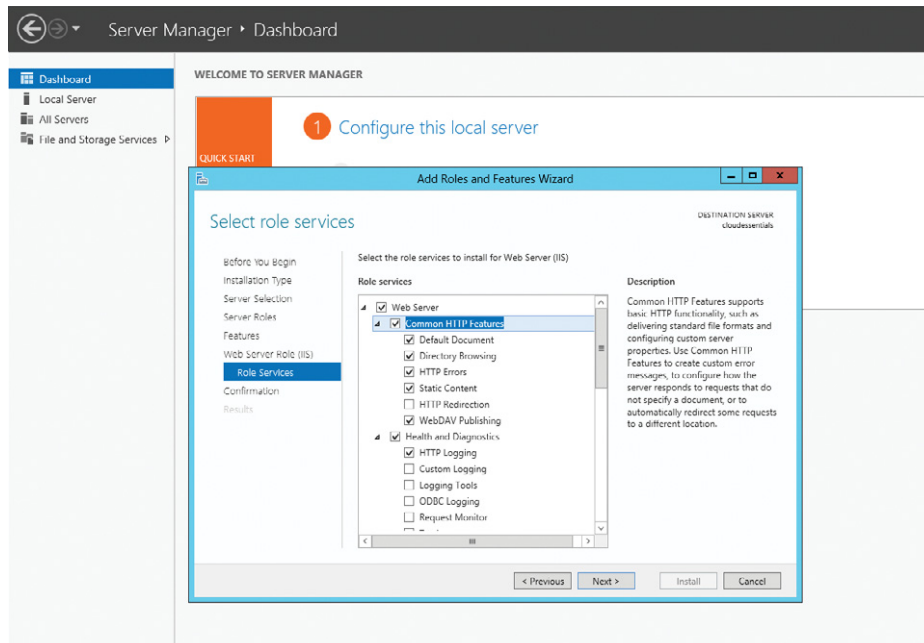 Server Manager ‣ Dashboard
Dashboard
Local Server
All Servers
File and Storage Services
WELCOME TO SERVER MANAGER
QUICK START
1 Configure this local server
Add Roles and Features Wizard
Select role services
DESTINATION SERVER
cloudessentials
Before You Begin
Installation Type
Server Selection
Server Roles
Features
Web Server Role (IIS)
Role Services
Confirmation
Results
Select the role services to install for Web Server (IIS)
Role services
Web Server
Common HTTP Features
Default Document
Directory Browsing
HTTP Errors
Static Content
HTTP Redirection
WebDAV Publishing
Health and Diagnostics
HTTP Logging
Custom Logging
Logging Tools
ODBC Logging
Request Monitor
Description
Common HTTP Features supports
basic HTTP functionality, such as
delivering standard file formats and
configuring custom server
properties. Use Common HTTP
Features to create custom error
messages, to configure how the
server responds to requests that do
not specify a document, or to
automatically redirect some requests
to a different location.
< Previous
Next >
Install
Cancel